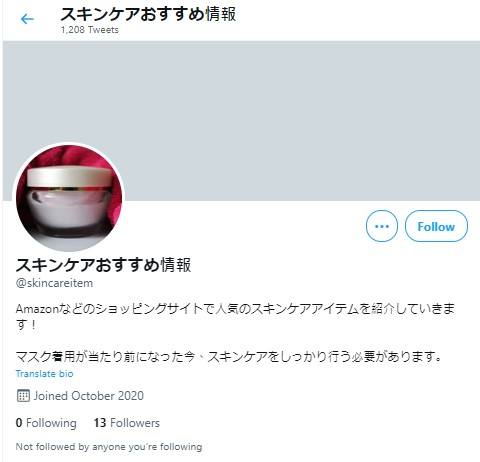 スキンケアおすすめ情報
1,208 Tweets
Follow
スキンケアおすすめ情報
@skincareitem
Amazonなどのショッピングサイトで人気のスキンケアアイテムを紹介していきま
す！
マスク着用が当たり前になった今、スキンケアをしっかり行う必要があります。
Translate bio
Joined October 2020
0 Following 13 Followers
Not followed by anyone you're following